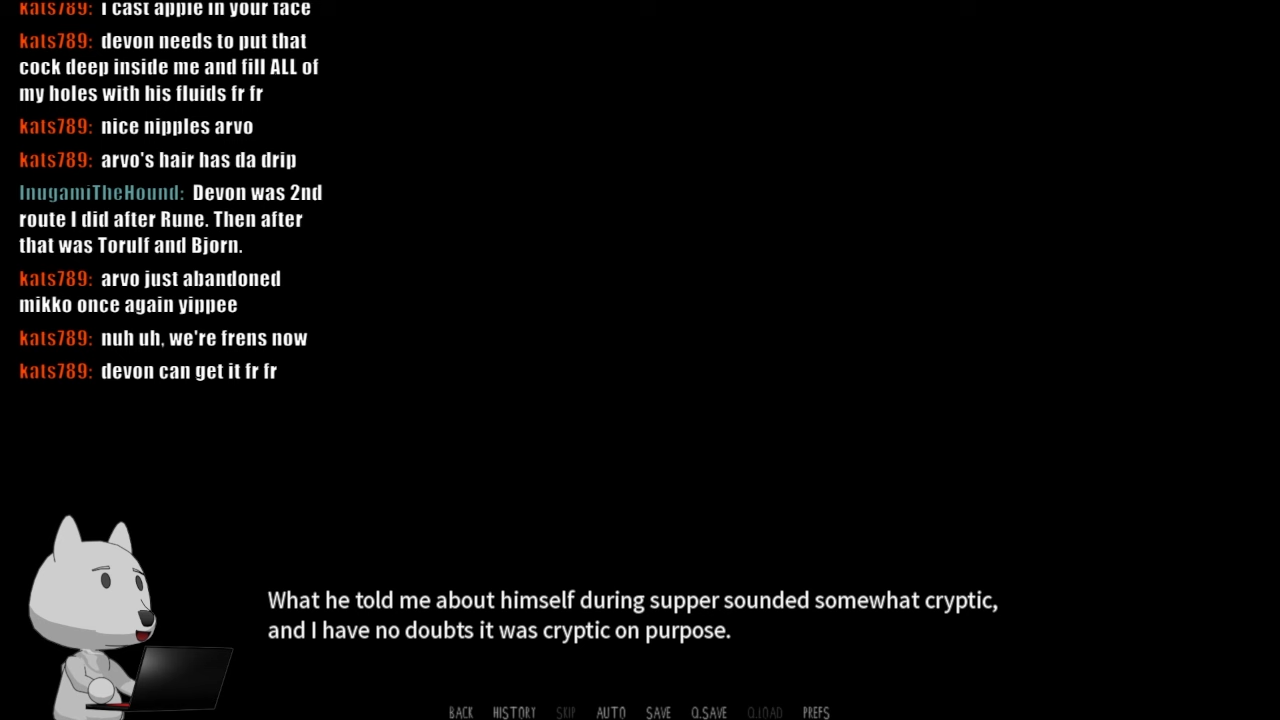 kats789: i cast apple in your face
kats789: devon needs to put that
cock deep inside me and fill ALL of
my holes with his fluids fr fr
kats789: nice nipples arvo
kats789: arvo's hair has da drip
InugamiTheHound: Devon was 2nd
route I did after Rune. Then after
that was Torulf and Bjorn.
kats789: arvo just abandoned
mikko once again yippee
kats789: nuh uh, we're frens now
kats789: devon can get it fr fr
What he told me about himself during supper sounded somewhat cryptic,
and I have no doubts it was cryptic on purpose.
BACK HISTORY SKIP AUTO SAVE Q.SAVE Q.LOAD PREFS